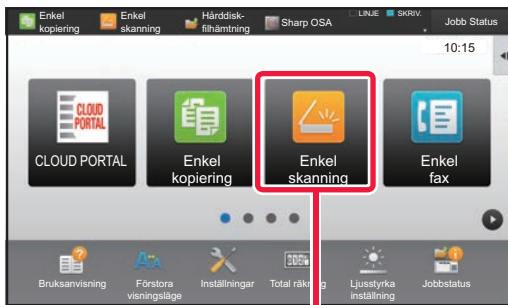 Enkel
kopiering
Enkel
skanning
Hårddisk-
filhämtning
Sharp OSA
LINJE
SKRIV.
Jobb Status
10:15
CLOUD
PORTAL
CLOUD PORTAL
Enkel
kopiering
Enkel
skanning
Enkel
fax
Bruksanvisning
Förstora
visningsläge
Inställningar
Total
Ljusstyrka
inställning
Jobbstatus